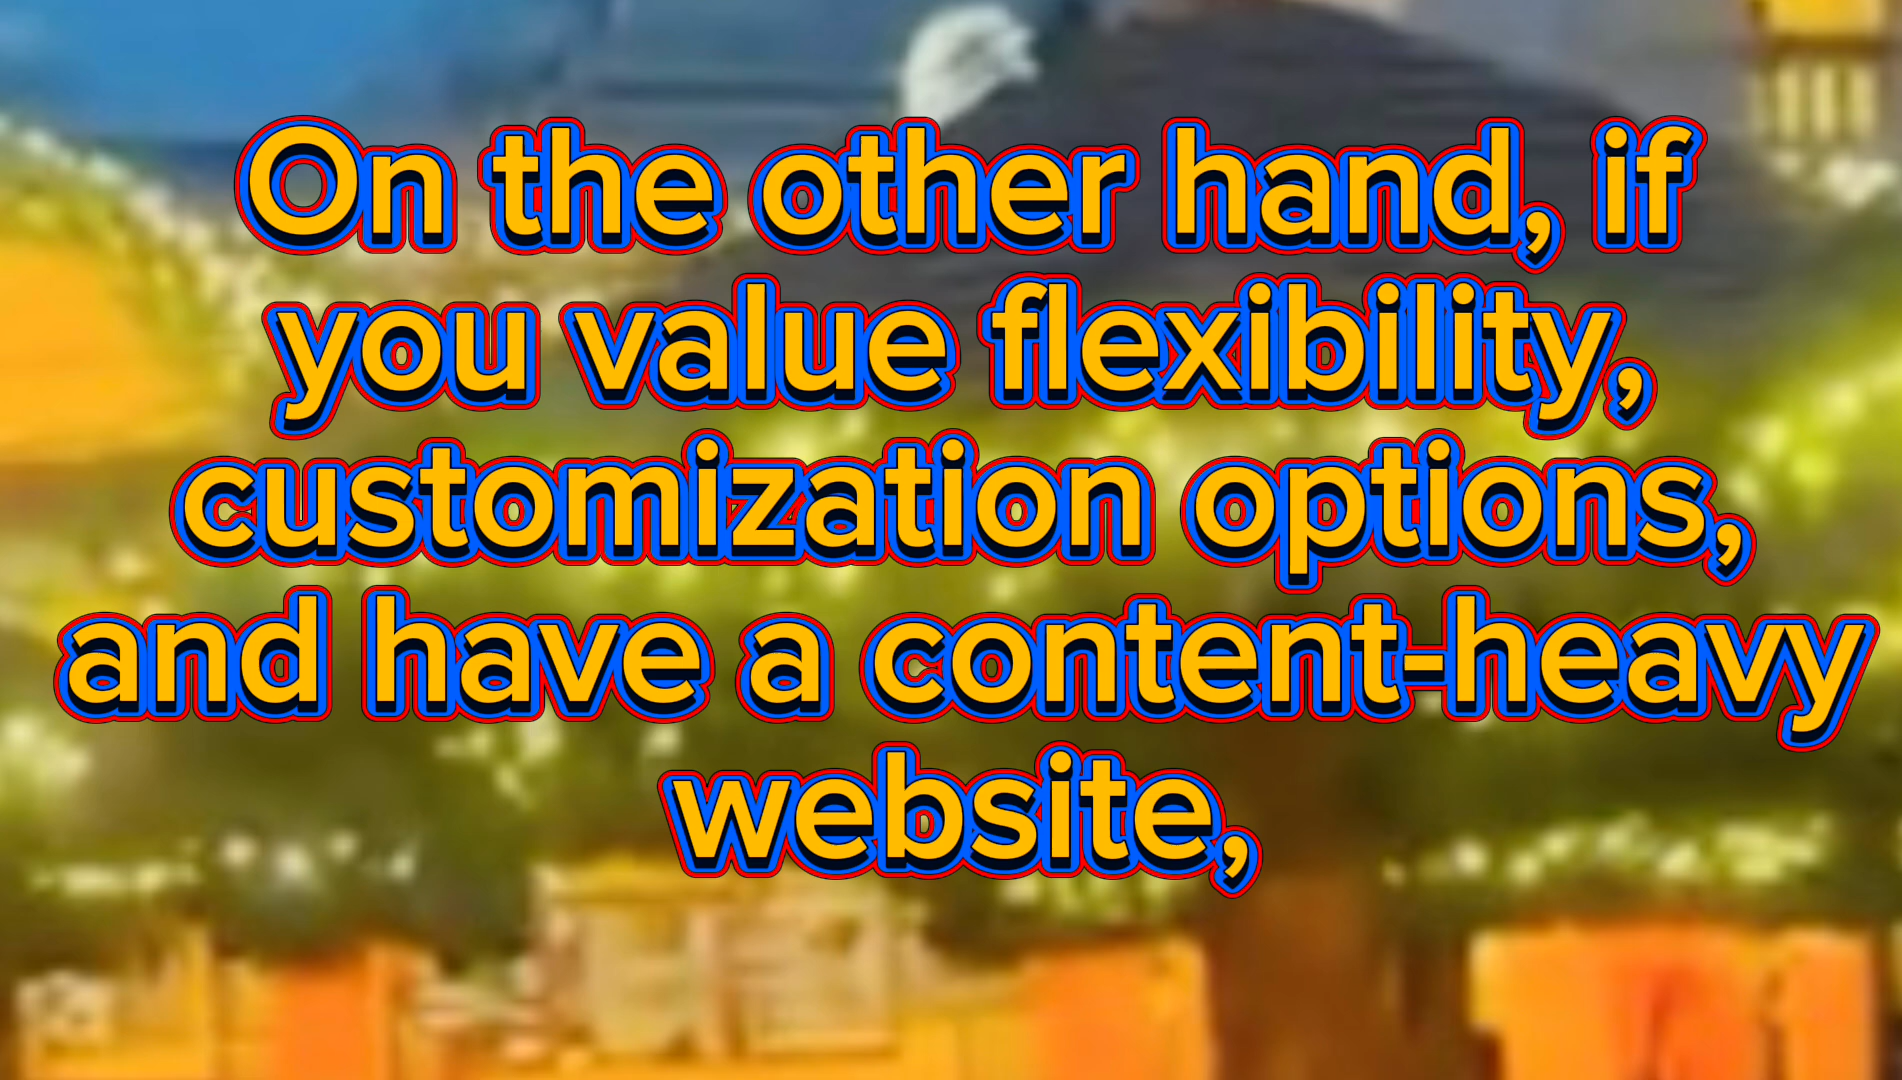 On the other hand, if
you value flexibility,
customization options,
and have a content-heavy
website,